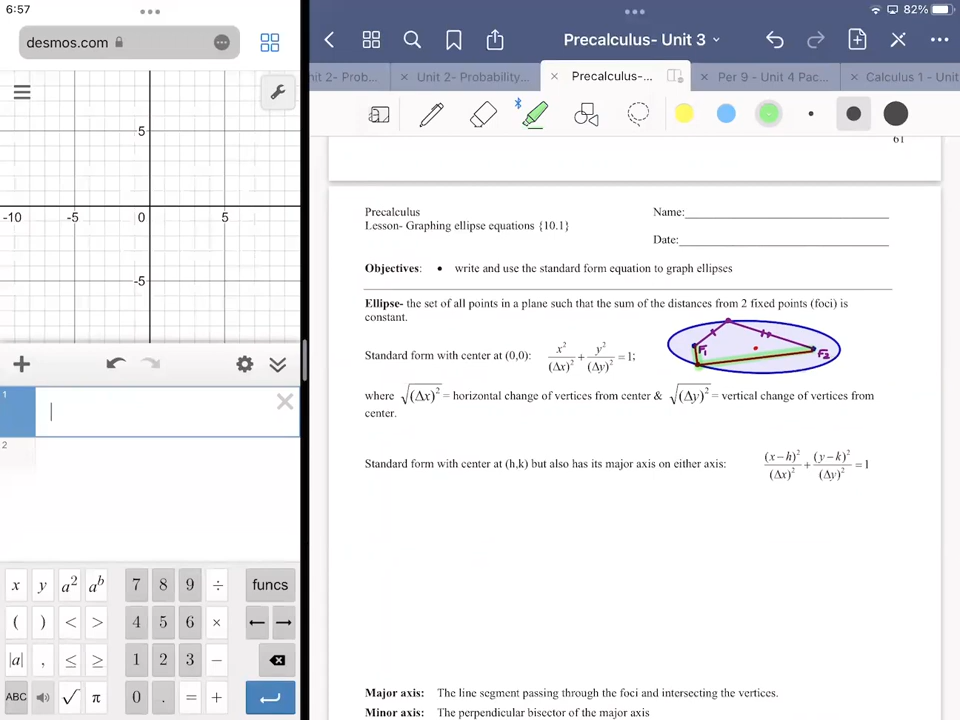 6:57
82%
desmos.com
Precalculus- Unit 3
nit 2- Prob...
Unit 2- Probability...
Precalculus-...
Per 9 - Unit 4 Pac...
Calculus 1 - Unit
5
-10 -5 0 5
-5
1
2
x y a² aᵇ 7 8 9 ÷ funcs
( ) < > 4 5 6 × ← →
|a| , ≤ ≥ 1 2 3 −
ABC √ π 0 . = +
61
Precalculus
Name:
Lesson- Graphing ellipse equations {10.1}
Date:
Objectives: • write and use the standard form equation to graph ellipses
Ellipse- the set of all points in a plane such that the sum of the distances from 2 fixed points (foci) is
constant.
F1
F2
Standard form with center at (0,0): x²/(Δx)² + y²/(Δy)² = 1;
where √(Δx)² = horizontal change of vertices from center & √(Δy)² = vertical change of vertices from
center.
Standard form with center at (h,k) but also has its major axis on either axis: (x−h)²/(Δx)² + (y−k)²/(Δy)² = 1
Major axis: The line segment passing through the foci and intersecting the vertices.
Minor axis: The perpendicular bisector of the major axis